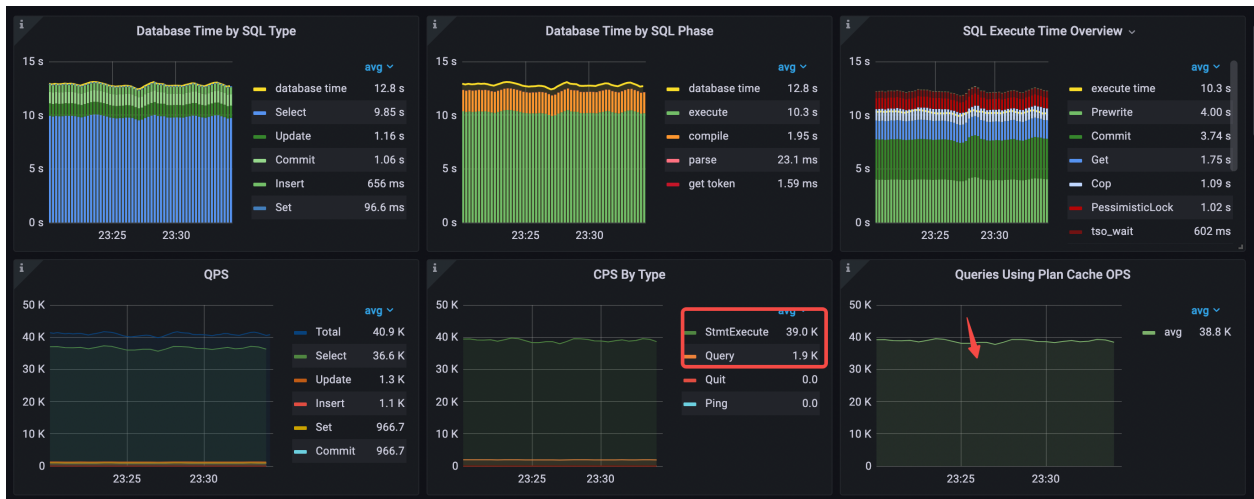 Database Time by SQL Type
15 s
10 s
5 s
0 s
23:25 23:30
avg
database time 12.8 s
Select 9.85 s
Update 1.16 s
Commit 1.06 s
Insert 656 ms
Set 96.6 ms
Database Time by SQL Phase
15 s
10 s
5 s
0 s
23:25 23:30
avg
database time 12.8 s
execute 10.3 s
compile 1.95 s
parse 23.1 ms
get token 1.59 ms
SQL Execute Time Overview
15 s
10 s
5 s
0 s
23:25 23:30
avg
execute time 10.3 s
Prewrite 4.00 s
Commit 3.74 s
Get 1.75 s
Cop 1.09 s
PessimisticLock 1.02 s
tso_wait 602 ms
QPS
50 K
40 K
30 K
20 K
10 K
0
23:25 23:30
avg
Total 40.9 K
Select 36.6 K
Update 1.3 K
Insert 1.1 K
Set 966.7
Commit 966.7
CPS By Type
50 K
40 K
30 K
20 K
10 K
0
23:25 23:30
avg
StmtExecute 39.0 K
Query 1.9 K
Quit 0.0
Ping 0.0
Queries Using Plan Cache OPS
50 K
40 K
30 K
20 K
10 K
0
23:25 23:30
avg
avg 38.8 K